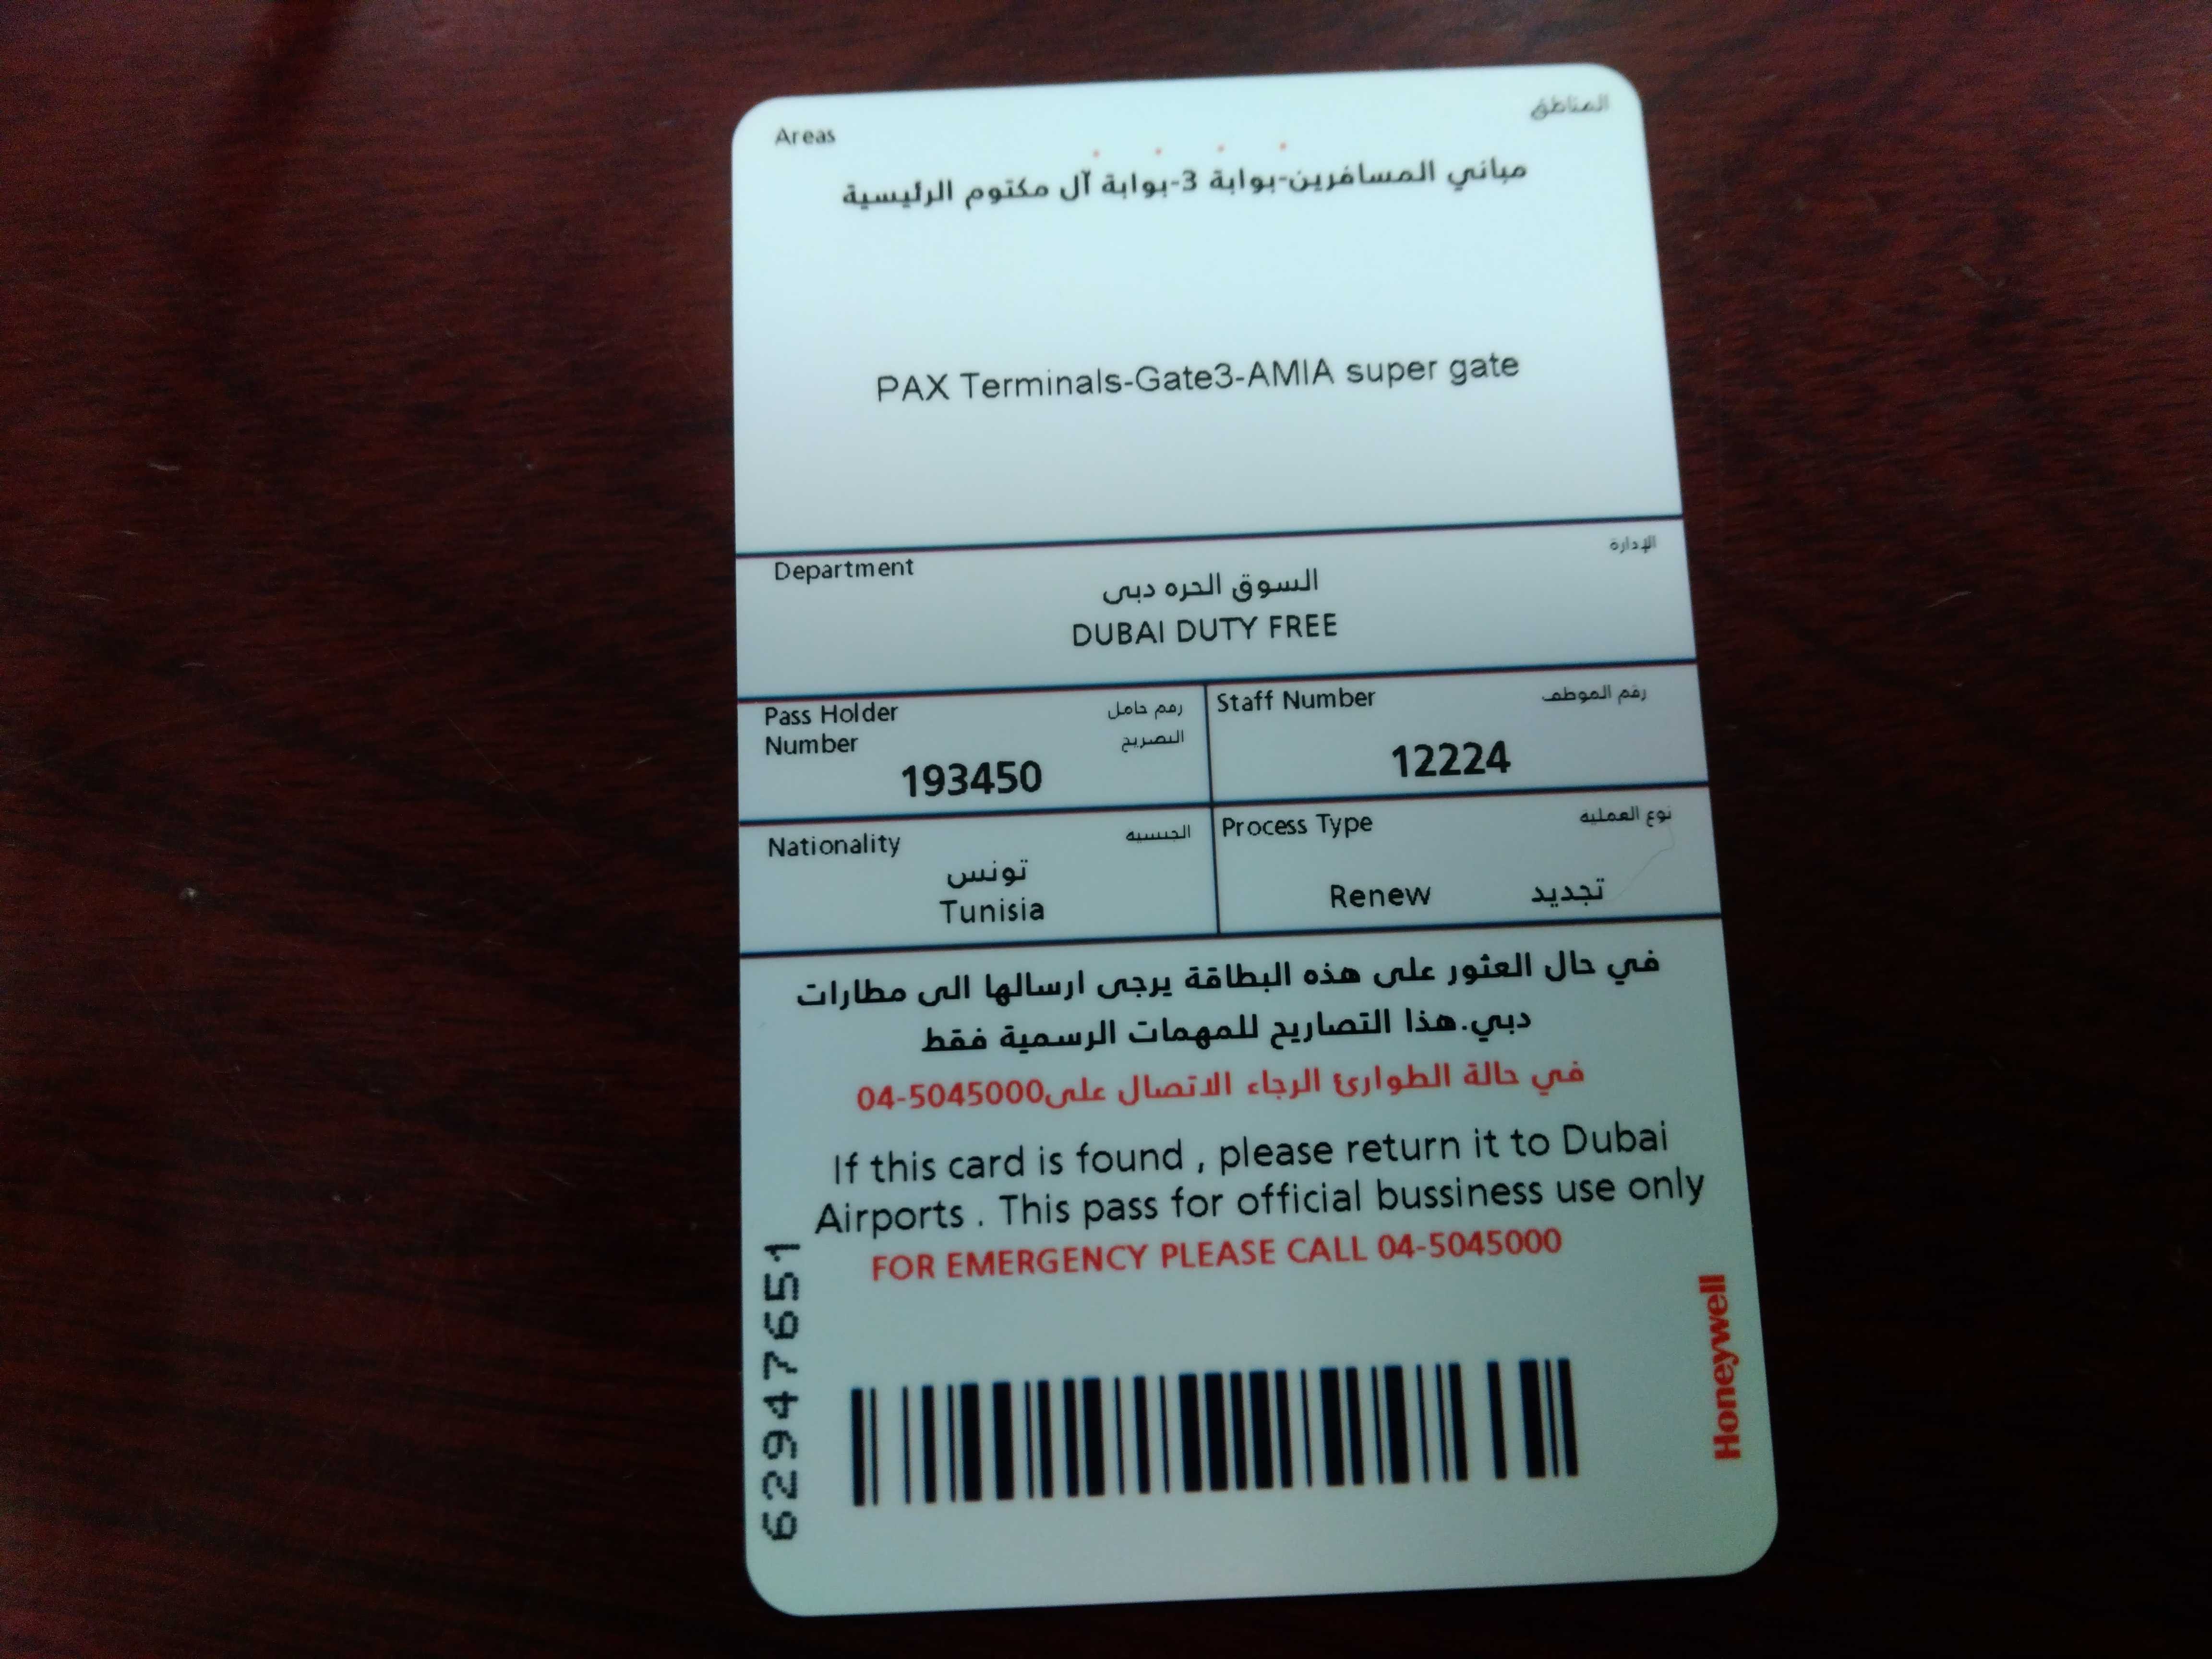 Areas
المناطق
مباني المسافرين-بوابة 3-بوابة آل مكتوم الرئيسية
PAX Terminals-Gate3-AMIA super gate
Department
الإدارة
السوق الحره دبى
DUBAI DUTY FREE
Pass Holder
Number
رقم حامل
التصريح
193450
Staff Number
رقم الموظف
12224
Nationality
الجنسية
تونس
Tunisia
Process Type
نوع العملية
Renew تجديد
في حال العثور على هذه البطاقة يرجى ارسالها الى مطارات
دبي.هذا التصاريح للمهمات الرسمية فقط
في حالة الطوارئ الرجاء الاتصال على04-5045000
If this card is found , please return it to Dubai
Airports . This pass for official bussiness use only
FOR EMERGENCY PLEASE CALL 04-5045000
62947651
Honeywell